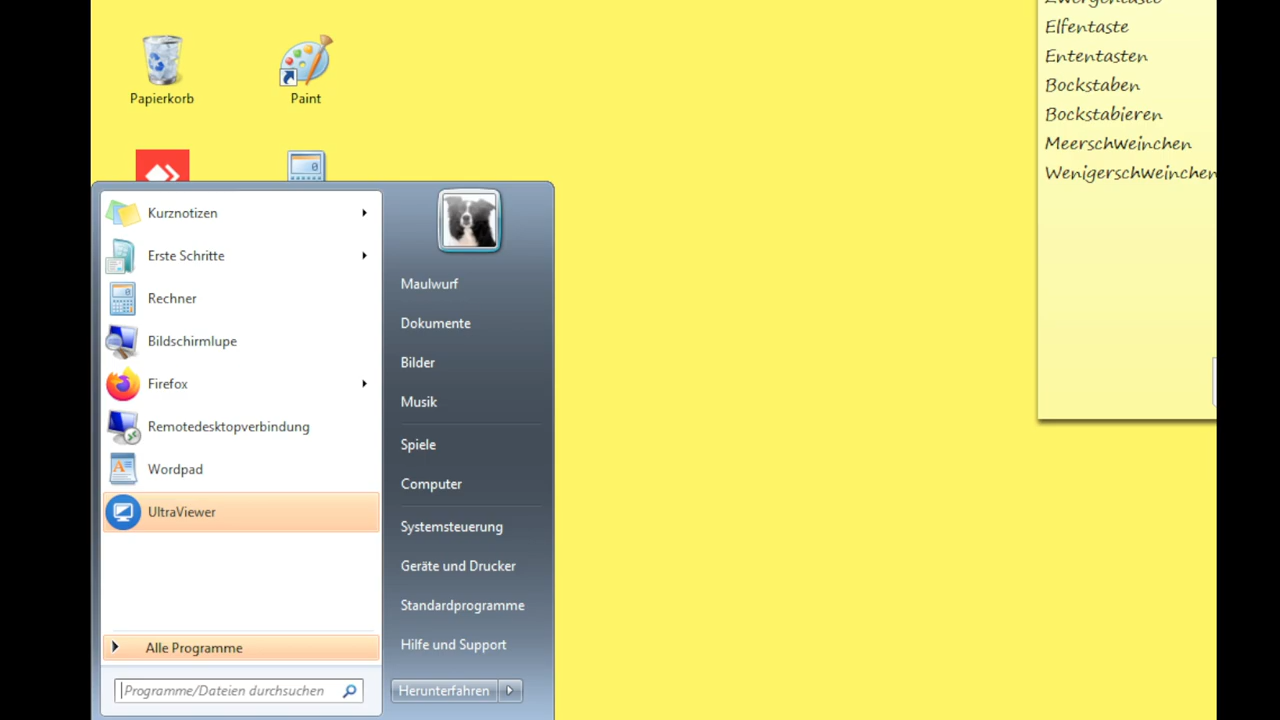 Papierkorb
Paint
Elfentaste
Ententasten
Bockstaben
Bockstabieren
Meerschweinchen
Wenigerschweinchen
Kurznotizen
Erste Schritte
Rechner
Bildschirmlupe
Firefox
Remotedesktopverbindung
Wordpad
UltraViewer
Alle Programme
Programme/Dateien durchsuchen
Maulwurf
Dokumente
Bilder
Musik
Spiele
Computer
Systemsteuerung
Geräte und Drucker
Standardprogramme
Hilfe und Support
Herunterfahren